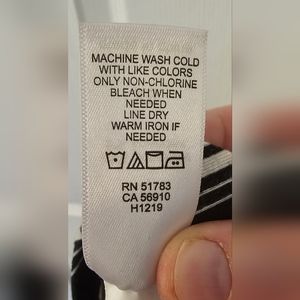 MACHINE WASH COLD
WITH LIKE COLORS
ONLY NON-CHLORINE
BLEACH WHEN
NEEDED
LINE DRY
WARM IRON IF
NEEDED
RN 51783
CA 56910
H1219